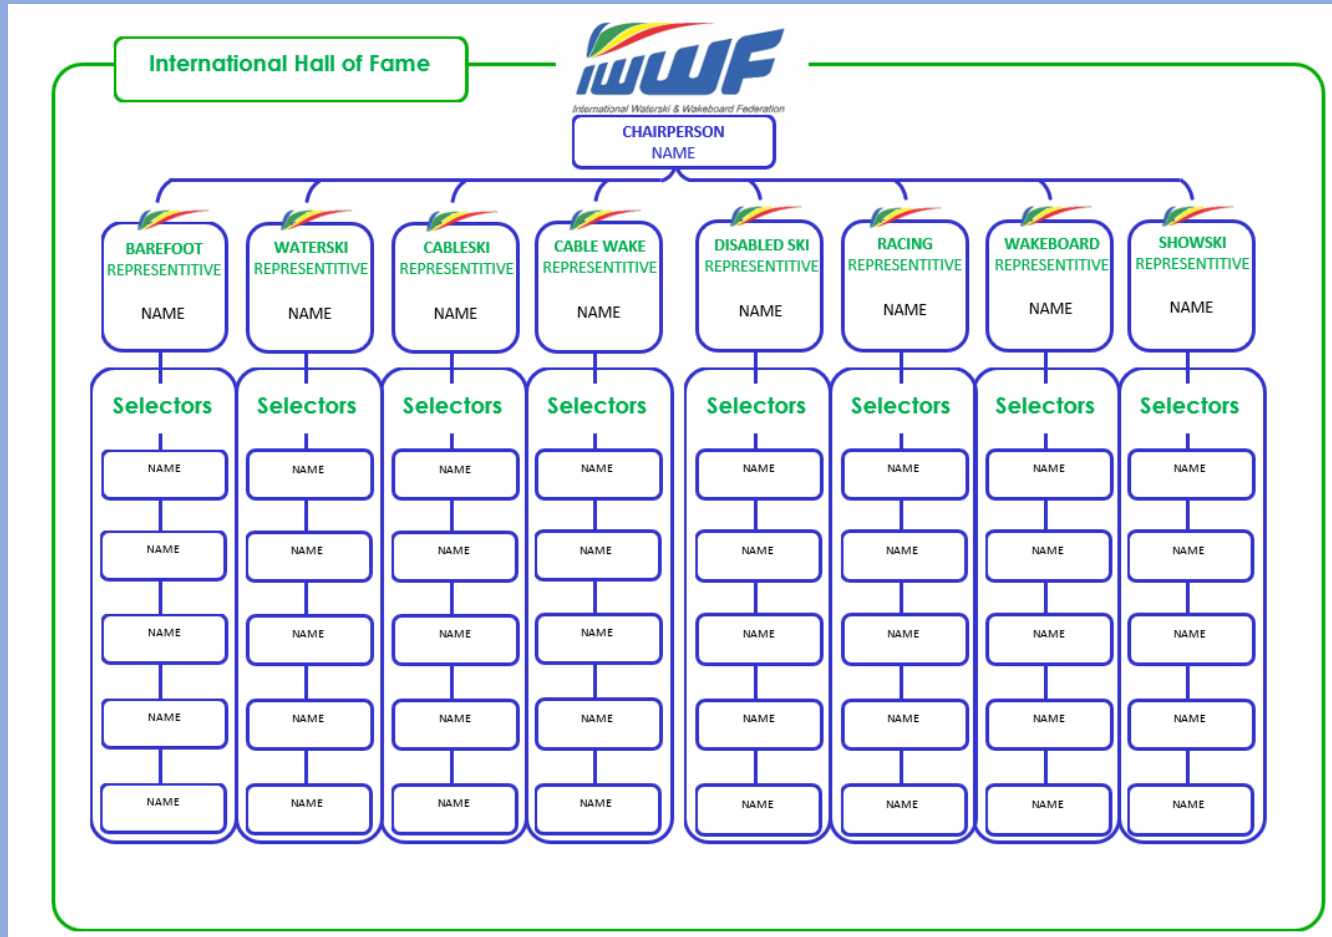 International Hall of Fame
IWWF
International Waterski & Wakeboard Federation
CHAIRPERSON
NAME
BAREFOOT
REPRESENTITIVE
NAME
WATERSKI
REPRESENTITIVE
NAME
CABLESKI
REPRESENTITIVE
NAME
CABLE WAKE
REPRESENTITIVE
NAME
DISABLED SKI
REPRESENTITIVE
NAME
RACING
REPRESENTITIVE
NAME
WAKEBOARD
REPRESENTITIVE
NAME
SHOWSKI
REPRESENTITIVE
NAME
Selectors
NAME
NAME
NAME
NAME
NAME
Selectors
NAME
NAME
NAME
NAME
NAME
Selectors
NAME
NAME
NAME
NAME
NAME
Selectors
NAME
NAME
NAME
NAME
NAME
Selectors
NAME
NAME
NAME
NAME
NAME
Selectors
NAME
NAME
NAME
NAME
NAME
Selectors
NAME
NAME
NAME
NAME
NAME
Selectors
NAME
NAME
NAME
NAME
NAME